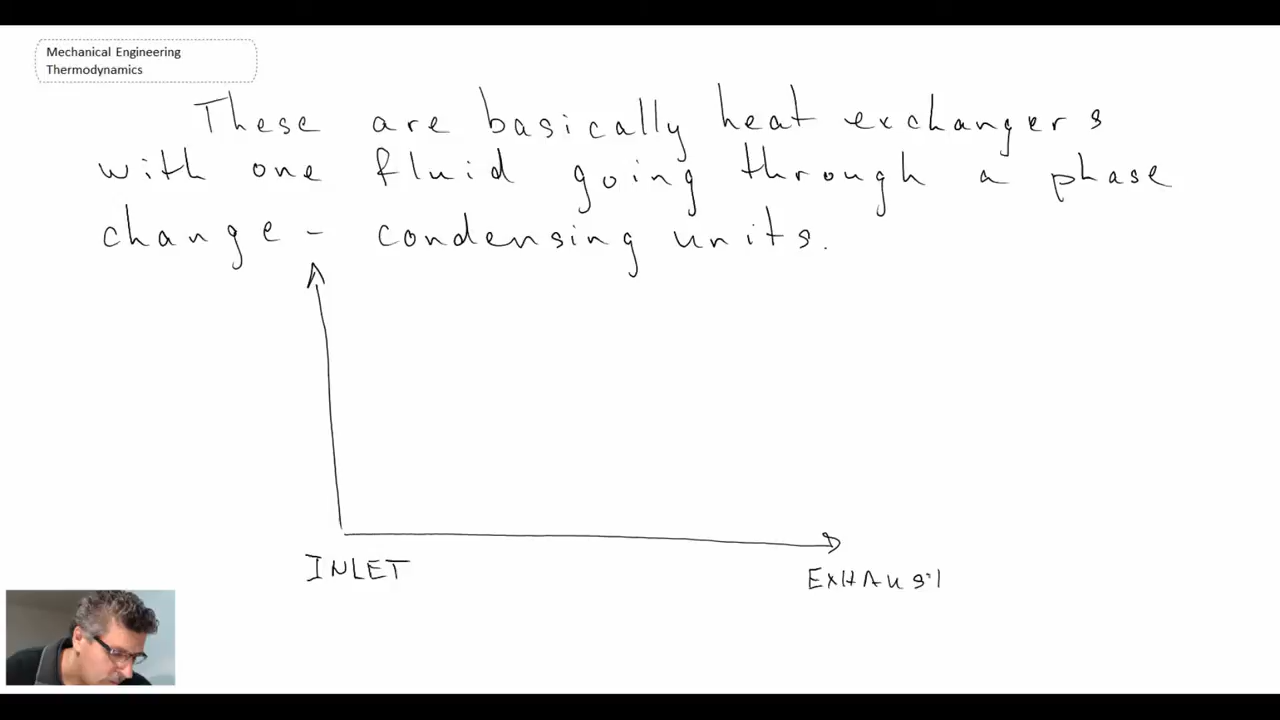 Mechanical Engineering
Thermodynamics
These are basically heat exchangers
with one fluid going through a phase
change - condensing units.
INLET
EXHAUST